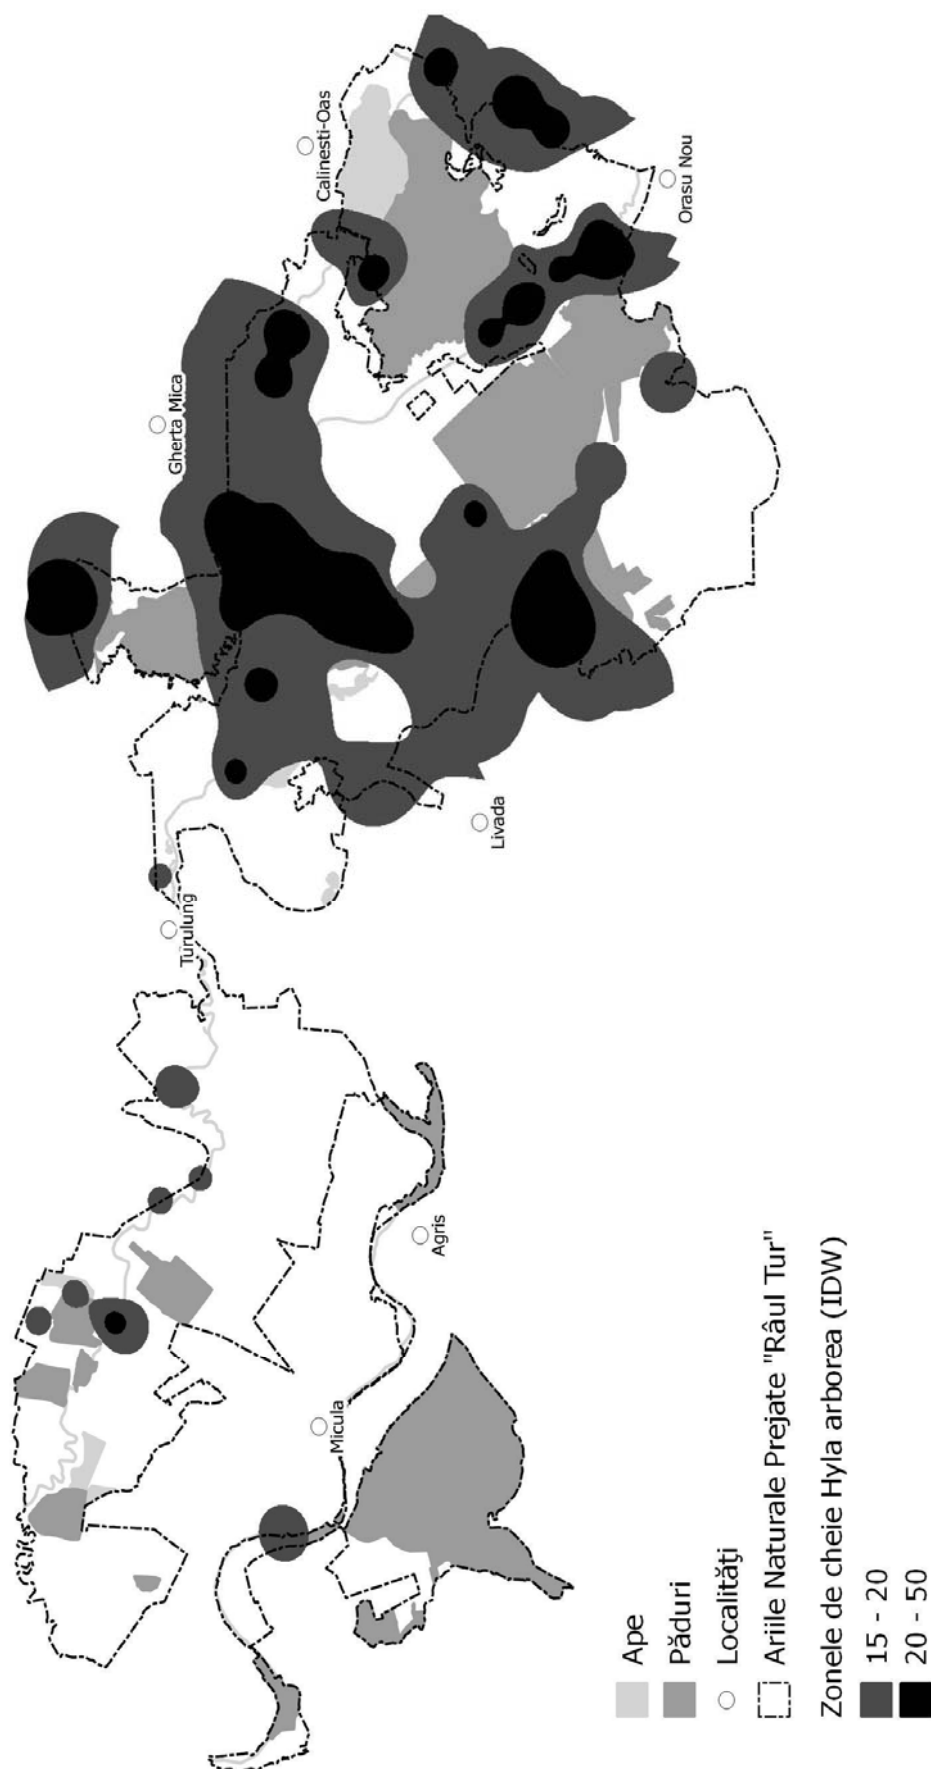 Calinesti-Oas
Orasu Nou
Gherta Mica
Livada
Turulung
Agris
Micula
Ape
Păduri
Localități
Ariile Naturale Prejate "Râul Tur"
Zonele de cheie Hyla arborea (IDW)
15 - 20
20 - 50